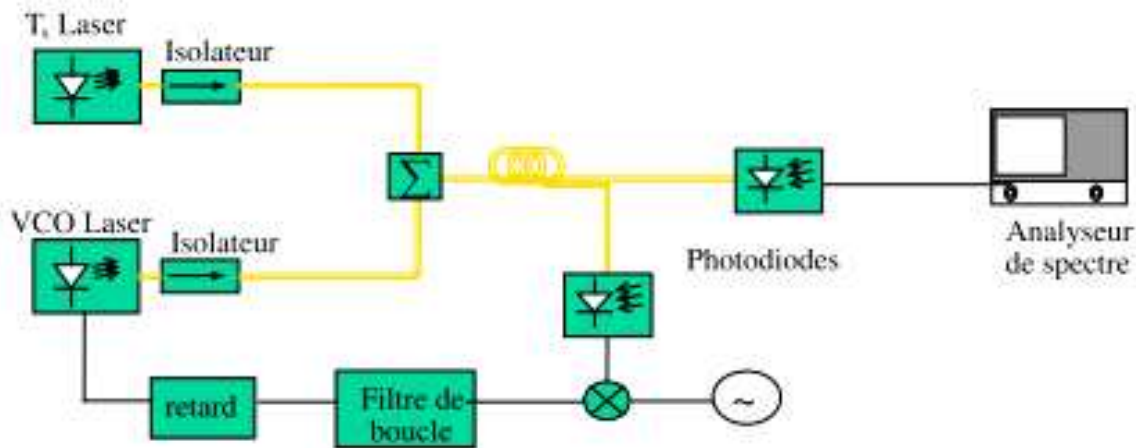 T. Laser
Isolateur
Σ
VCO Laser
Isolateur
Photodiodes
Analyseur
de spectre
retard
Filtre de
boucle
~